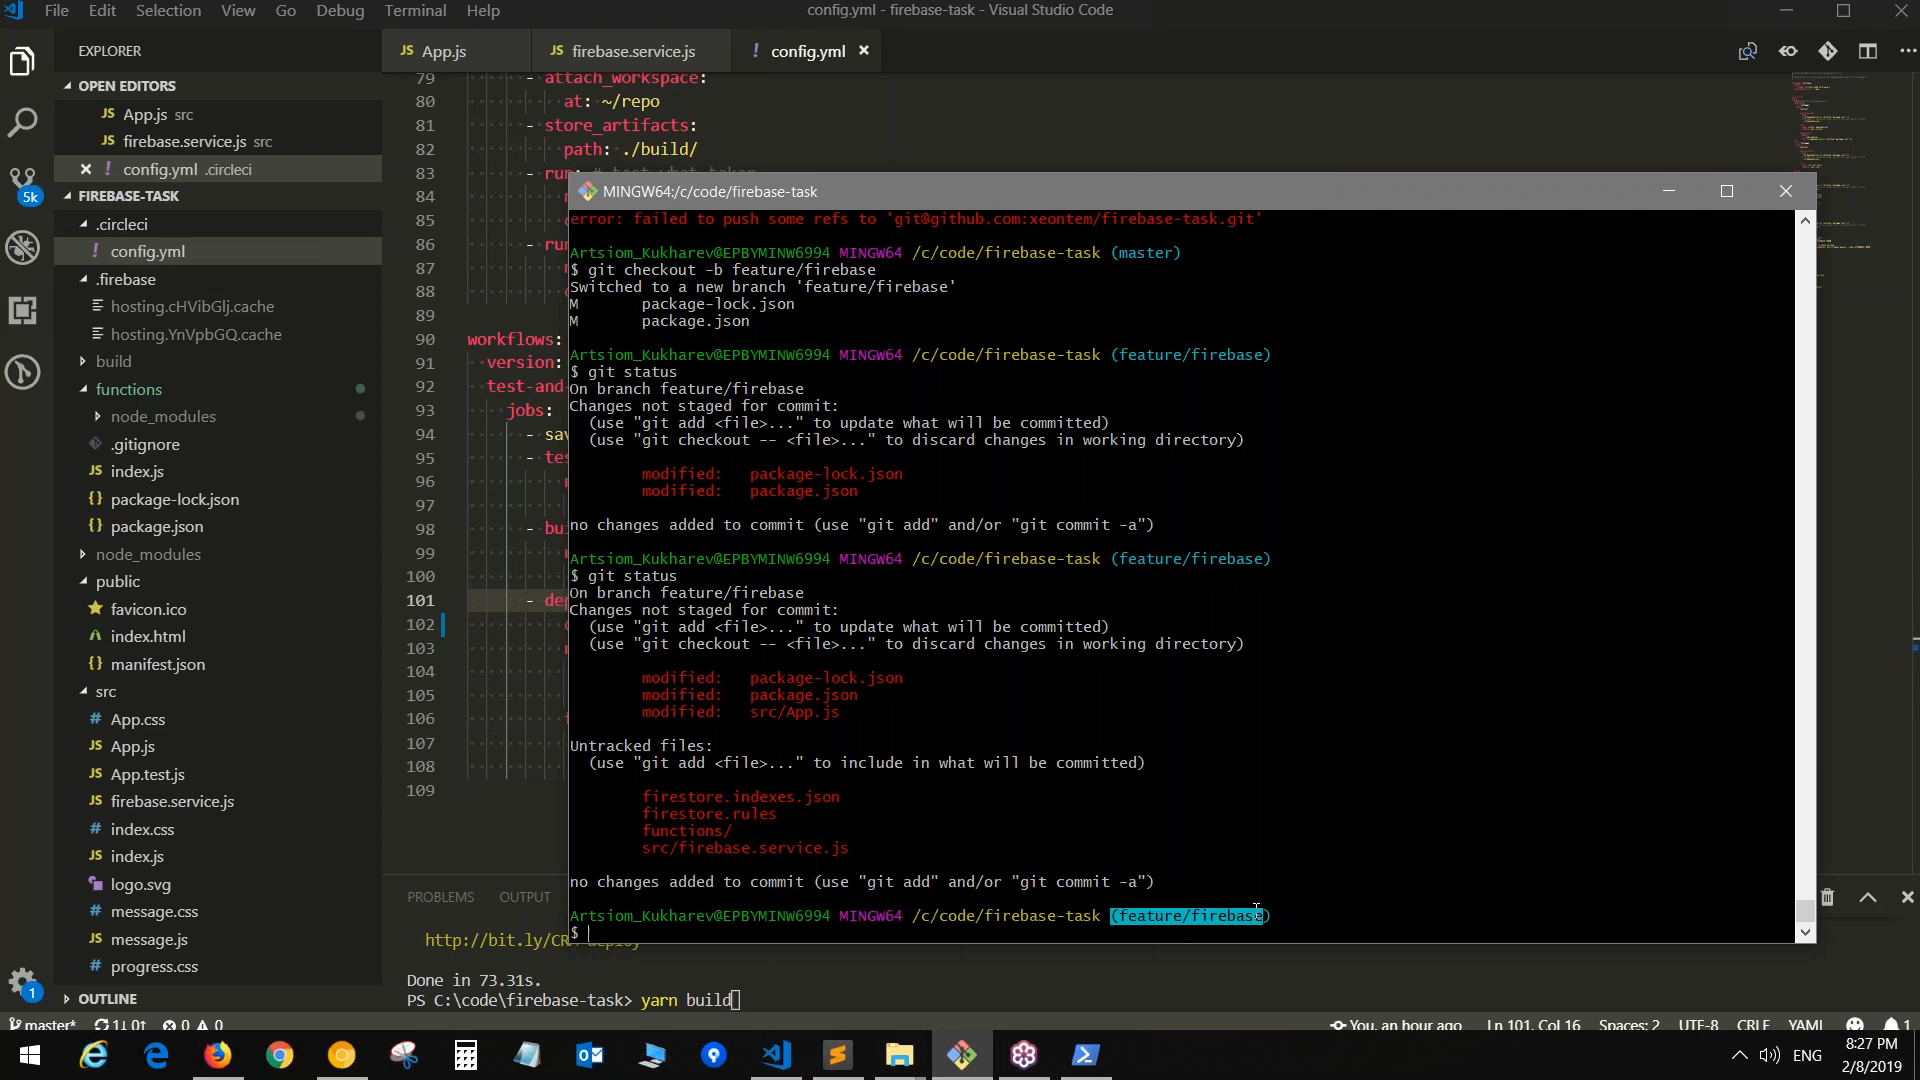 File Edit Selection View Go Debug Terminal Help
config.yml - firebase-task - Visual Studio Code
EXPLORER
OPEN EDITORS
JS App.js src
JS firebase.service.js src
! config.yml .circleci
FIREBASE-TASK
.circleci
! config.yml
.firebase
hosting.cHVibGlj.cache
hosting.YnVpbGQ.cache
build
functions
node_modules
.gitignore
JS index.js
{} package-lock.json
{} package.json
node_modules
public
favicon.ico
index.html
{} manifest.json
src
# App.css
JS App.js
JS App.test.js
JS firebase.service.js
# index.css
JS index.js
logo.svg
# message.css
JS message.js
# progress.css
OUTLINE
5k
1
JS App.js
JS firebase.service.js
! config.yml
79 - attach_workspace:
80 at: ~/repo
81 - store_artifacts:
82 path: ./build/
83 - run:
84
85
86 - ru
87
88
89
90 workflows:
91 version:
92 test-and
93 jobs:
94 - sav
95 - tes
96
97
98 - bui
99
100
101 - dep
102
103
104
105
106
107
108
109
MINGW64:/c/code/firebase-task
error: failed to push some refs to 'git@github.com:xeontem/firebase-task.git'
Artsiom_Kukharev@EPBYMINW6994 MINGW64 /c/code/firebase-task (master)
$ git checkout -b feature/firebase
Switched to a new branch 'feature/firebase'
M package-lock.json
M package.json
Artsiom_Kukharev@EPBYMINW6994 MINGW64 /c/code/firebase-task (feature/firebase)
$ git status
On branch feature/firebase
Changes not staged for commit:
(use "git add <file>..." to update what will be committed)
(use "git checkout -- <file>..." to discard changes in working directory)
modified: package-lock.json
modified: package.json
no changes added to commit (use "git add" and/or "git commit -a")
Artsiom_Kukharev@EPBYMINW6994 MINGW64 /c/code/firebase-task (feature/firebase)
$ git status
On branch feature/firebase
Changes not staged for commit:
(use "git add <file>..." to update what will be committed)
(use "git checkout -- <file>..." to discard changes in working directory)
modified: package-lock.json
modified: package.json
modified: src/App.js
Untracked files:
(use "git add <file>..." to include in what will be committed)
firestore.indexes.json
firestore.rules
functions/
src/firebase.service.js
no changes added to commit (use "git add" and/or "git commit -a")
Artsiom_Kukharev@EPBYMINW6994 MINGW64 /c/code/firebase-task (feature/firebase)
$
PROBLEMS OUTPUT
http://bit.ly/CRA-deploy
Done in 73.31s.
PS C:\code\firebase-task> yarn build
master* 1↓ 0↑ 0 0
You, an hour ago Ln 101, Col 16 Spaces: 2 UTF-8 CRLF YAML 1
ENG
8:27 PM
2/8/2019